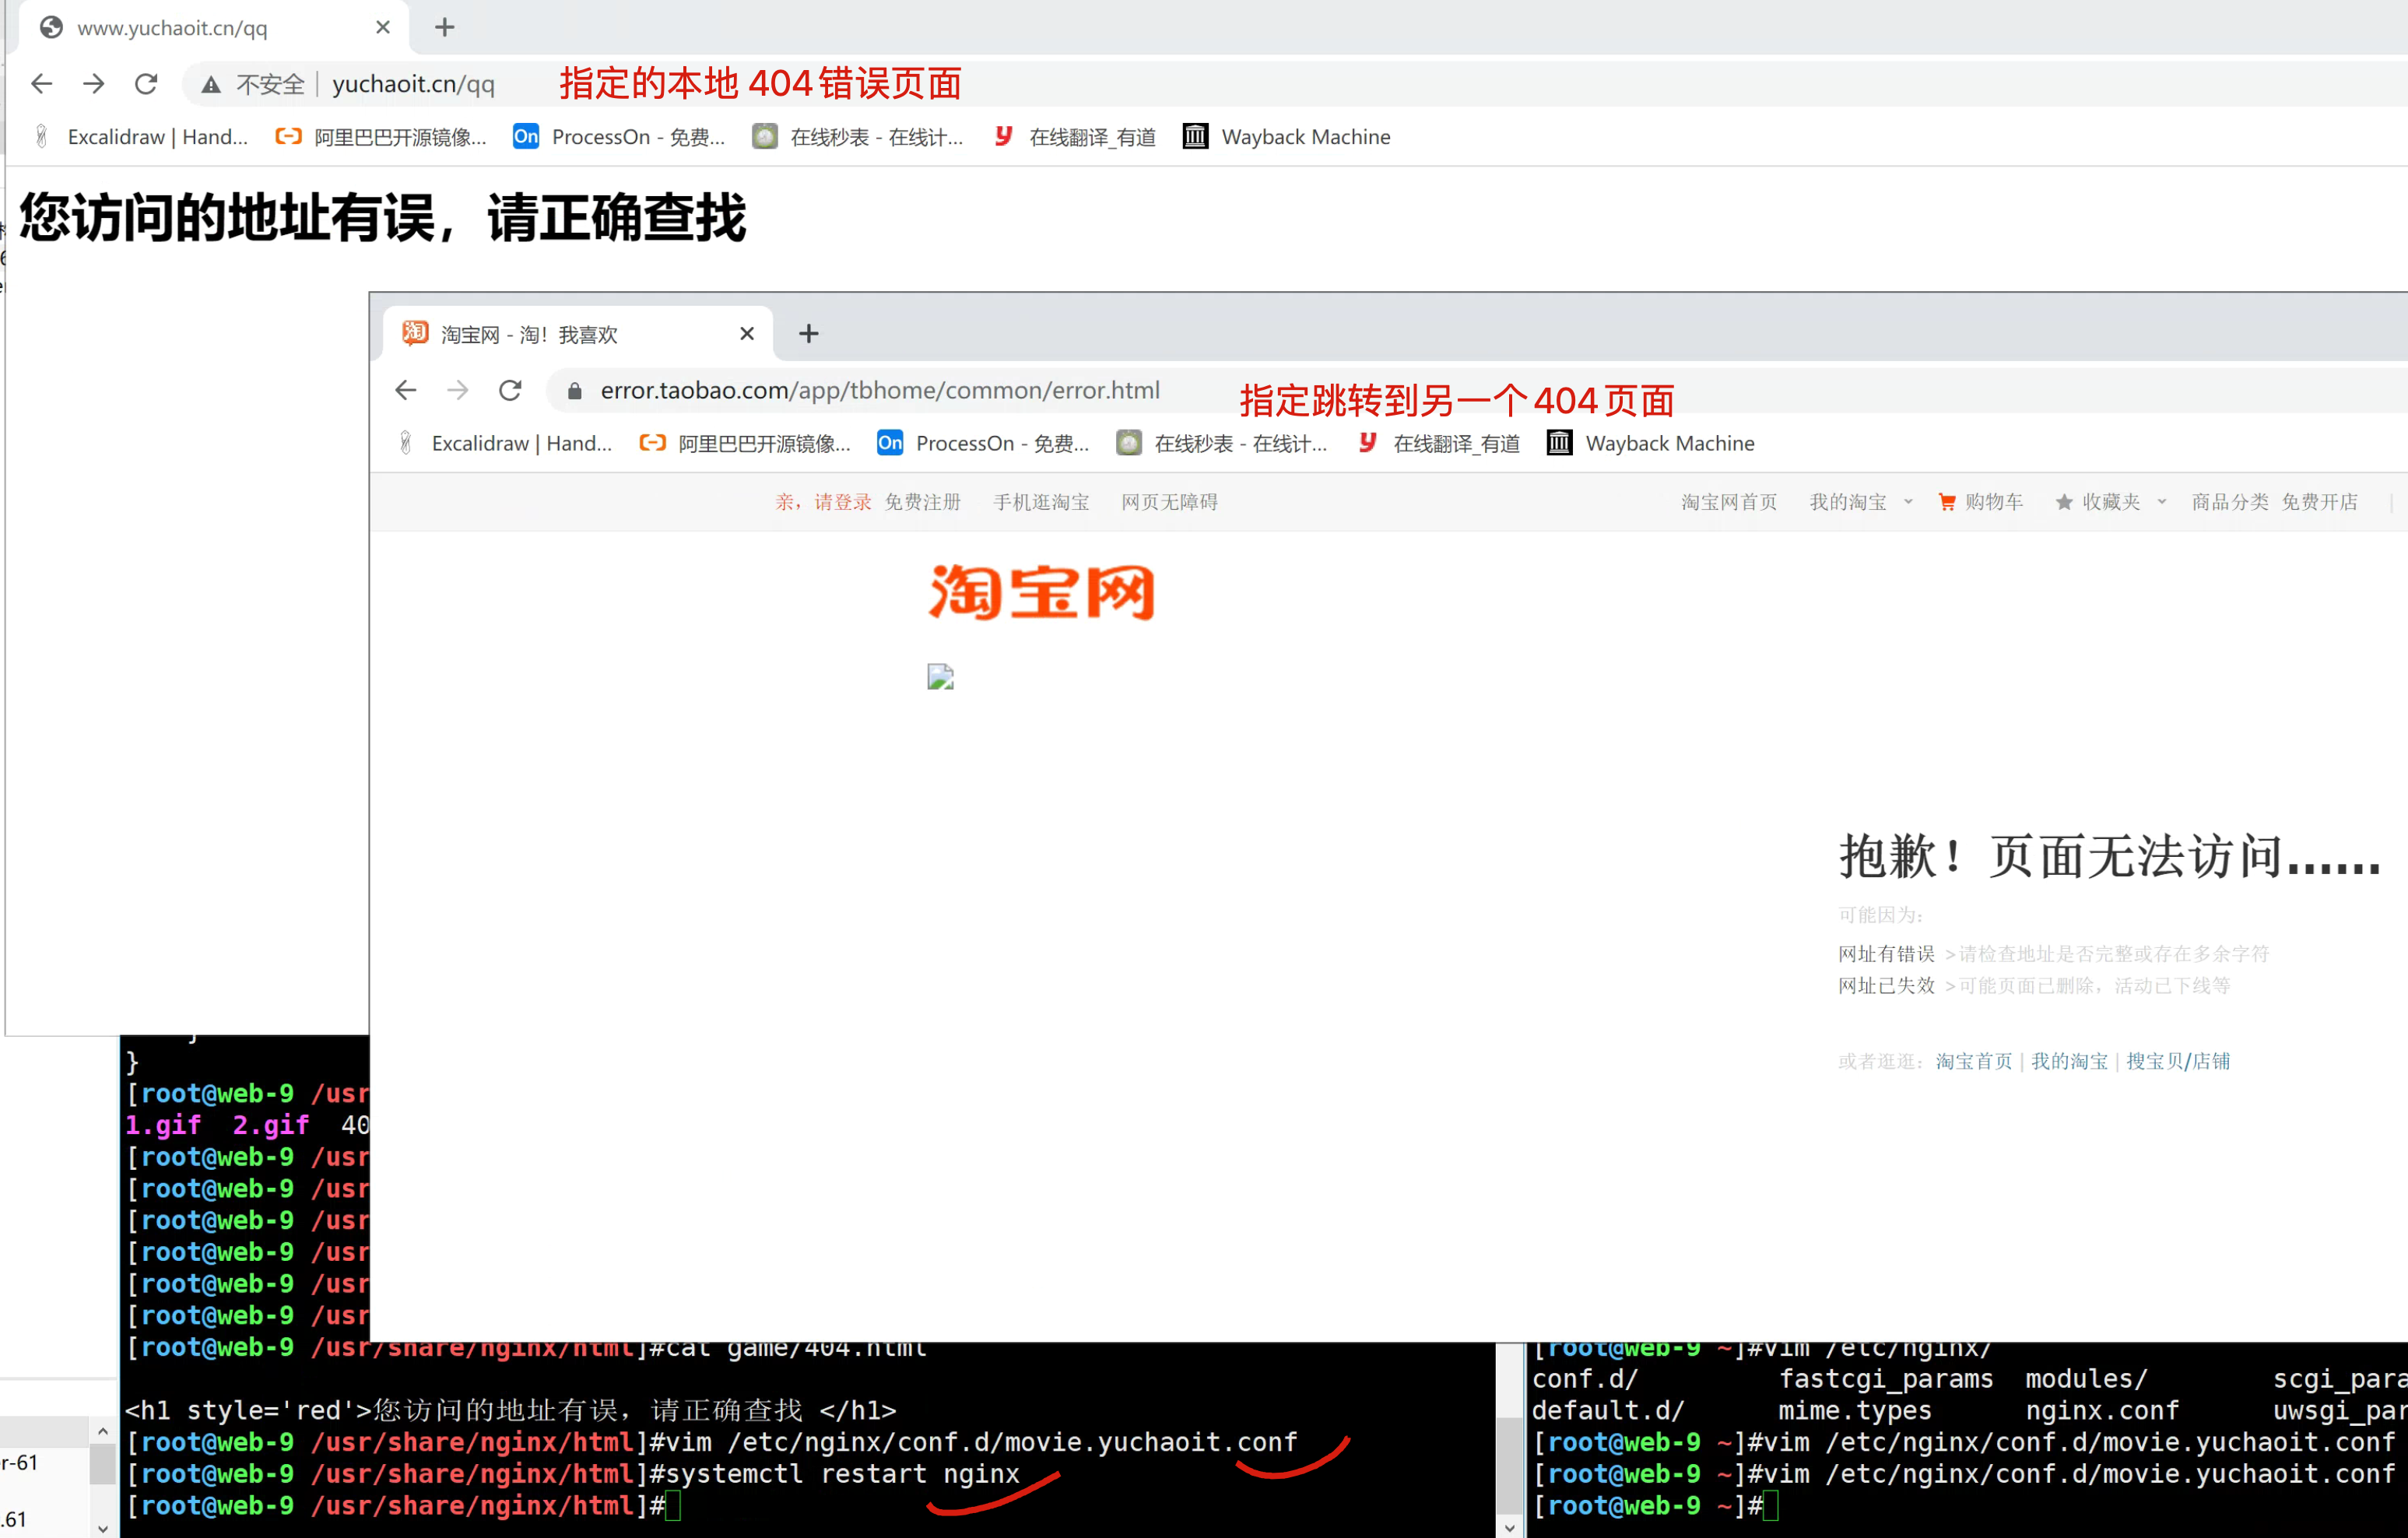 www.yuchaoit.cn/qq
不安全 | yuchaoit.cn/qq
指定的本地 404错误页面
Excalidraw | Hand... 阿里巴巴开源镜像... On ProcessOn - 免费... 在线秒表 - 在线计... 在线翻译_有道 Wayback Machine
您访问的地址有误，请正确查找
淘宝网 - 淘！我喜欢
error.taobao.com/app/tbhome/common/error.html
指定跳转到另一个404页面
Excalidraw | Hand... 阿里巴巴开源镜像... On ProcessOn - 免费... 在线秒表 - 在线计... 在线翻译_有道 Wayback Machine
亲，请登录 免费注册 手机逛淘宝 网页无障碍 淘宝网首页 我的淘宝 购物车 收藏夹 商品分类 免费开店
淘宝网
抱歉！页面无法访问......
可能因为：
网址有错误 >请检查地址是否完整或存在多余字符
网址已失效 >可能页面已删除，活动已下线等
或者逛逛：淘宝首页 | 我的淘宝 | 搜宝贝/店铺
}
[root@web-9 /usr
1.gif 2.gif 40
[root@web-9 /usr
[root@web-9 /usr
[root@web-9 /usr
[root@web-9 /usr
[root@web-9 /usr
[root@web-9 /usr
[root@web-9 /usr/share/nginx/html]#cat game/404.html
<h1 style='red'>您访问的地址有误，请正确查找 </h1>
[root@web-9 /usr/share/nginx/html]#vim /etc/nginx/conf.d/movie.yuchaoit.conf
[root@web-9 /usr/share/nginx/html]#systemctl restart nginx
[root@web-9 /usr/share/nginx/html]#
[root@web-9 ~]#vim /etc/nginx/
conf.d/ fastcgi_params modules/ scgi_para
default.d/ mime.types nginx.conf uwsgi_par
[root@web-9 ~]#vim /etc/nginx/conf.d/movie.yuchaoit.conf
[root@web-9 ~]#vim /etc/nginx/conf.d/movie.yuchaoit.conf
[root@web-9 ~]#
r-61
.61